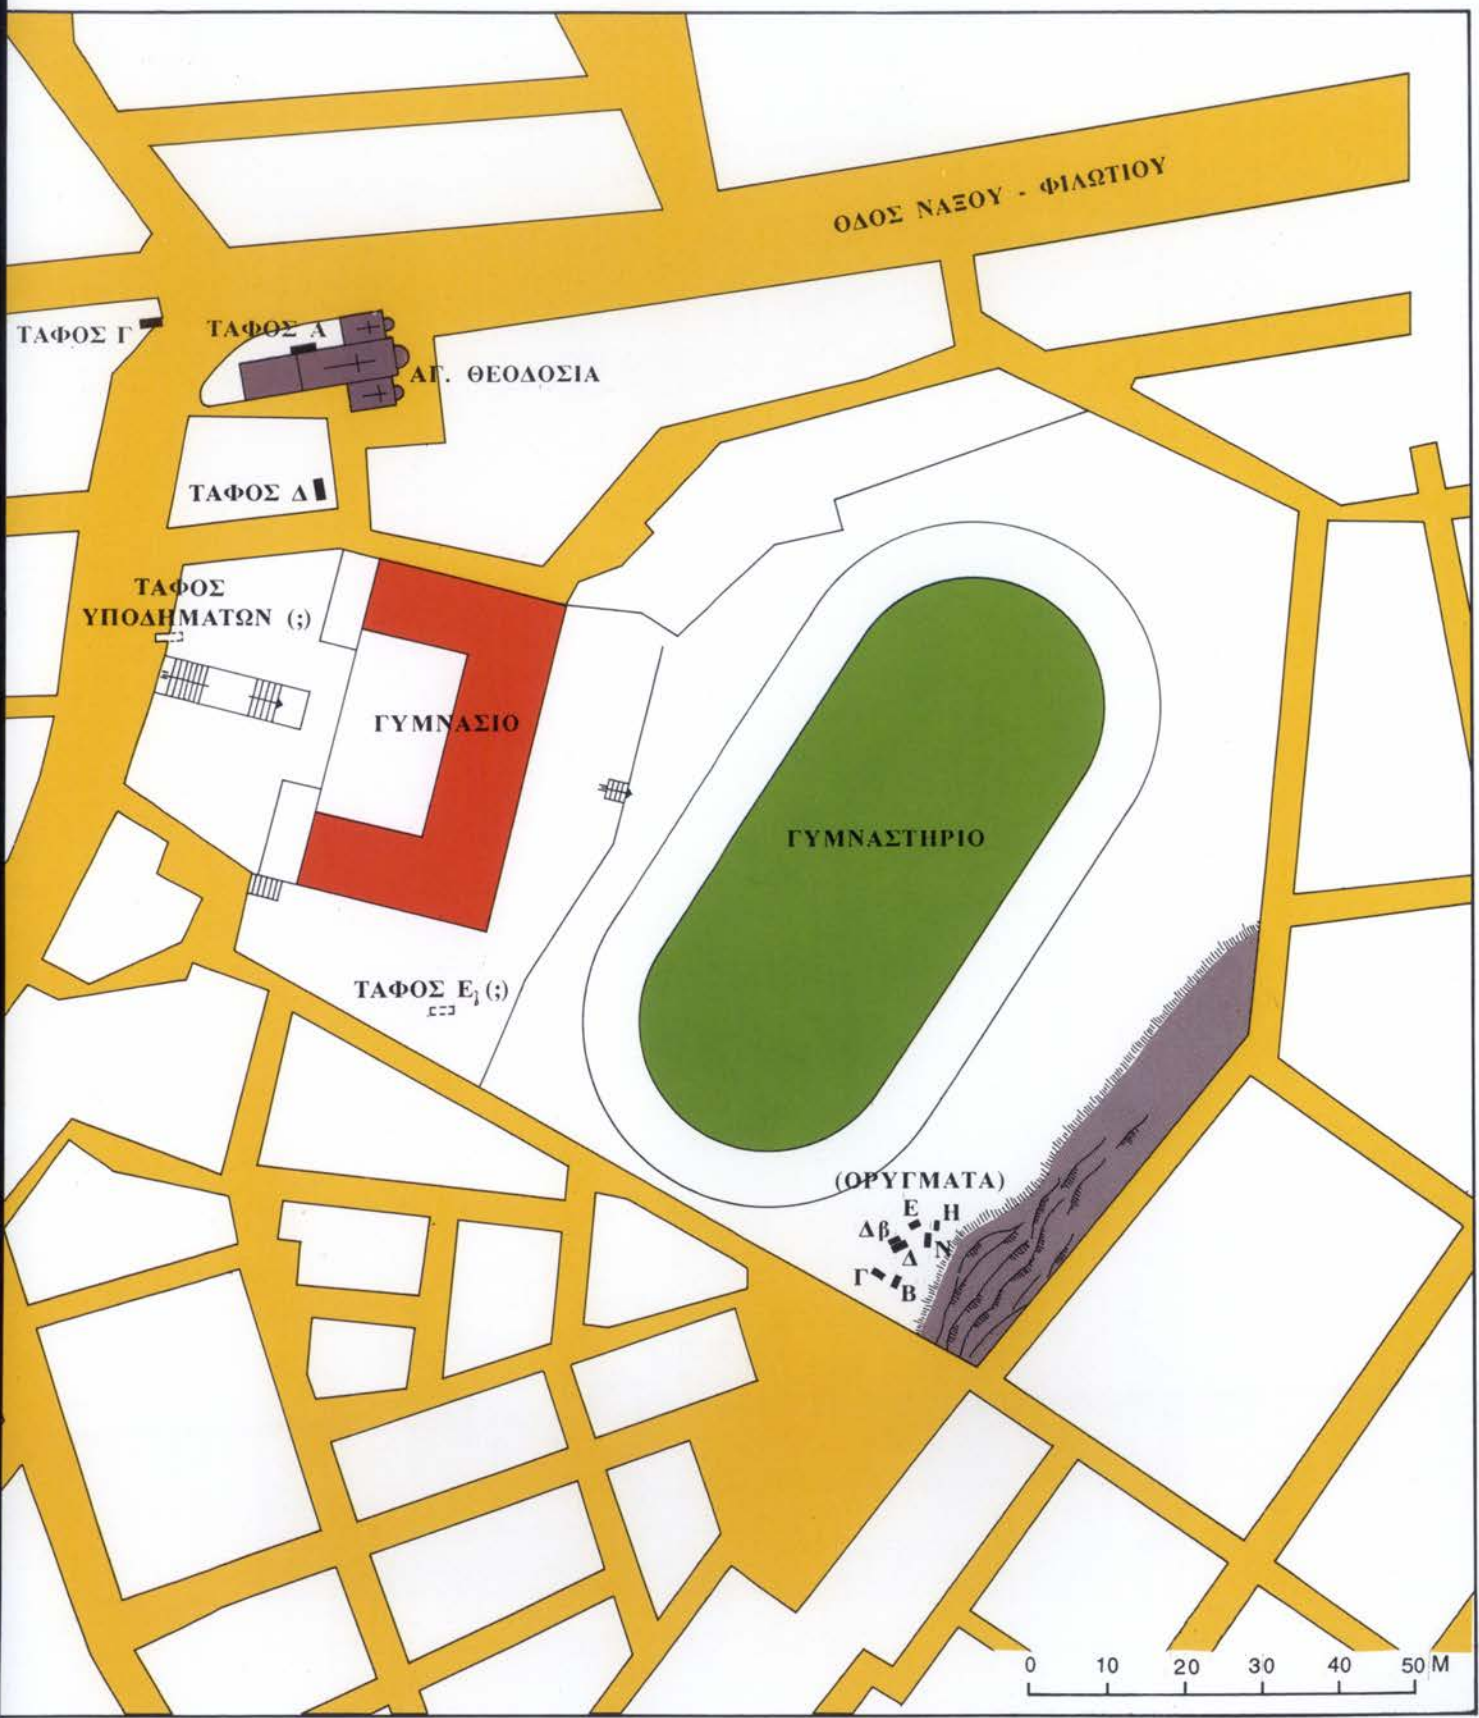 ΟΔΟΣ ΝΑΞΟΥ - ΦΙΛΩΤΙΟΥ
ΤΑΦΟΣ Γ
ΤΑΦΟΣ Α
ΑΓ. ΘΕΟΔΟΣΙΑ
ΤΑΦΟΣ Δ
ΤΑΦΟΣ
ΥΠΟΔΗΜΑΤΩΝ (;)
ΓΥΜΝΑΣΙΟ
ΓΥΜΝΑΣΤΗΡΙΟ
ΤΑΦΟΣ Ε (;)
(ΟΡΥΓΜΑΤΑ)
Ε Η
Δβ Ν
Δ
Γ Β
0 10 20 30 40 50 Μ